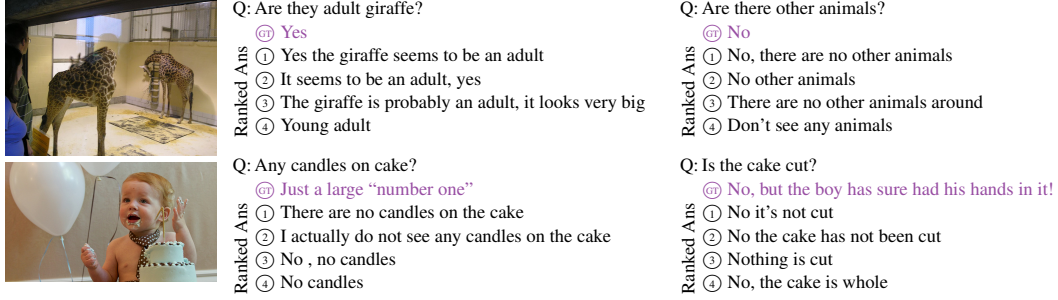 Q: Are they adult giraffe?
GT Yes
Ranked Ans
1 Yes the giraffe seems to be an adult
2 It seems to be an adult, yes
3 The giraffe is probably an adult, it looks very big
4 Young adult
Q: Are there other animals?
GT No
Ranked Ans
1 No, there are no other animals
2 No other animals
3 There are no other animals around
4 Don't see any animals
Q: Any candles on cake?
GT Just a large “number one”
Ranked Ans
1 There are no candles on the cake
2 I actually do not see any candles on the cake
3 No , no candles
4 No candles
Q: Is the cake cut?
GT No, but the boy has sure had his hands in it!
Ranked Ans
1 No it's not cut
2 No the cake has not been cut
3 Nothing is cut
4 No, the cake is whole